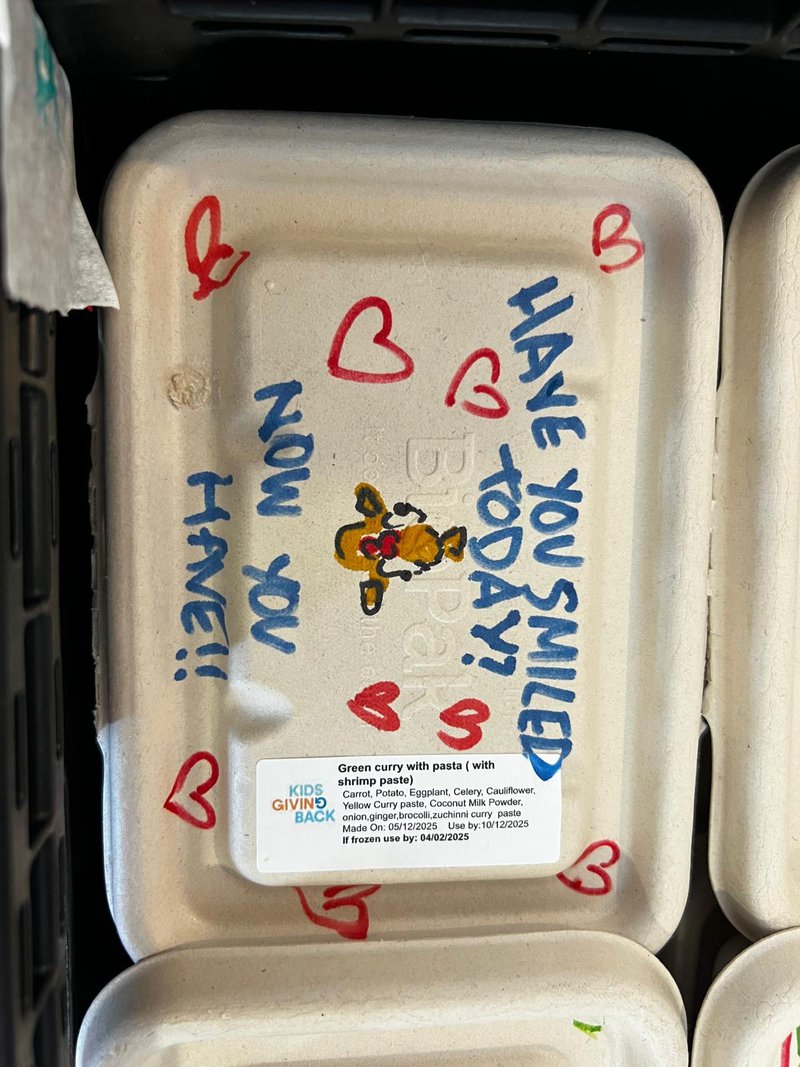 HAVE YOU SMILED
TODAY!
NOW YOU
HAVE!!
BioPak
KIDS
GIVING
BACK
Green curry with pasta ( with
shrimp paste)
Carrot, Potato, Eggplant, Celery, Cauliflower,
Yellow Curry paste, Coconut Milk Powder,
onion,ginger,brocolli,zuchinni curry paste
Made On: 05/12/2025 Use by:10/12/2025
If frozen use by: 04/02/2025